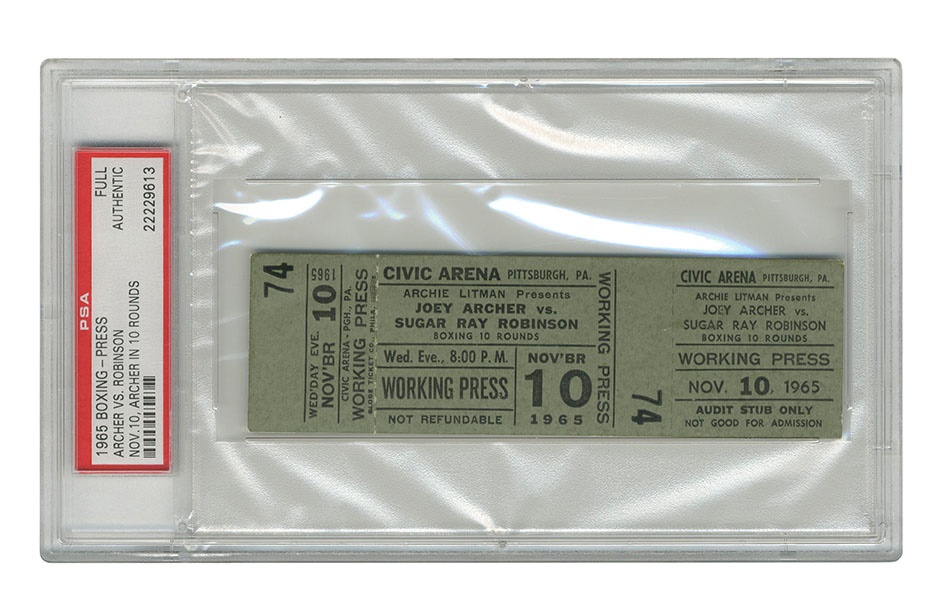 PSA
1965 BOXING – PRESS
ARCHER VS. ROBINSON
NOV.10, ARCHER IN 10 ROUNDS
FULL
AUTHENTIC
22229613
74
WED'DAY EVE.
NOV'BR
10
1965
CIVIC ARENA - PGH., PA.
WORKING PRESS
GLOBE TICKET CO., PHILA.
CIVIC ARENA PITTSBURGH, PA.
ARCHIE LITMAN Presents
JOEY ARCHER vs.
SUGAR RAY ROBINSON
BOXING 10 ROUNDS
Wed. Eve., 8:00 P.M.
WORKING PRESS
NOT REFUNDABLE
NOV'BR
10
1965
WORKING PRESS
74
CIVIC ARENA PITTSBURGH, PA.
ARCHIE LITMAN Presents
JOEY ARCHER vs.
SUGAR RAY ROBINSON
BOXING 10 ROUNDS
WORKING PRESS
NOV. 10, 1965
AUDIT STUB ONLY
NOT GOOD FOR ADMISSION